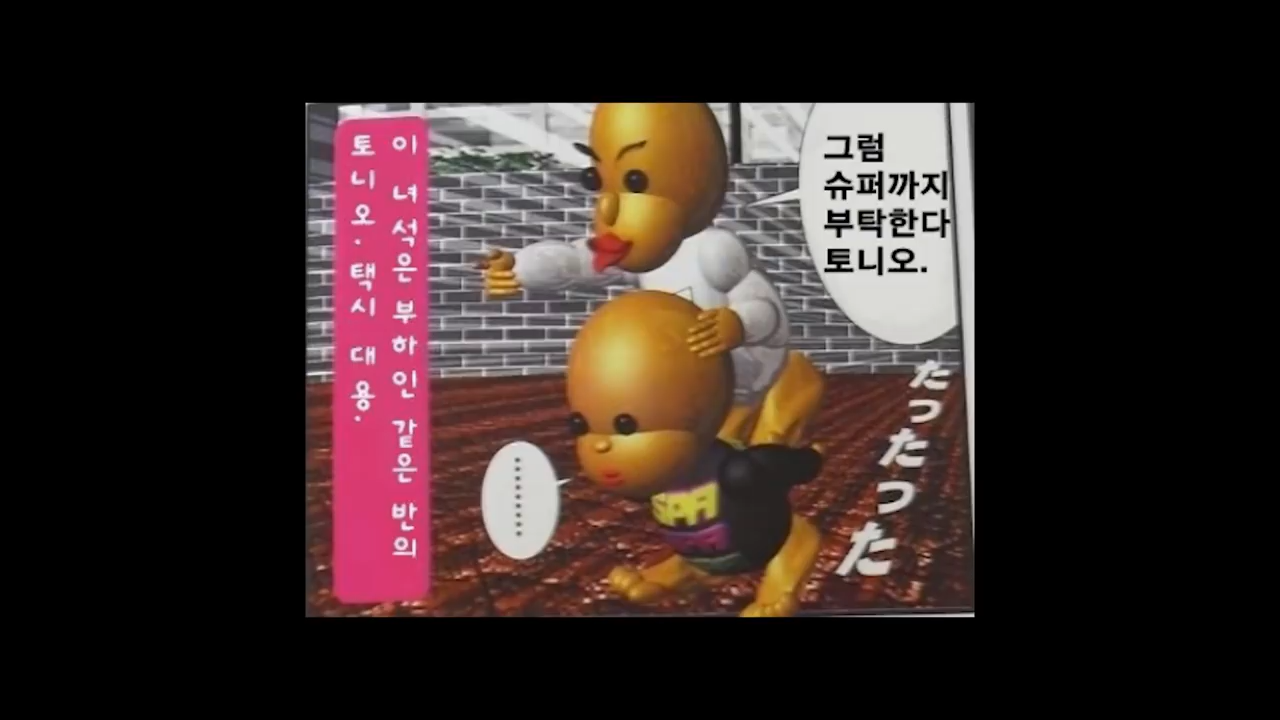 그럼
슈퍼까지
부탁한다
토니오.
이 녀석은 부하인 같은 반의
토니오. 택시 대용.
………
たったった
SPA